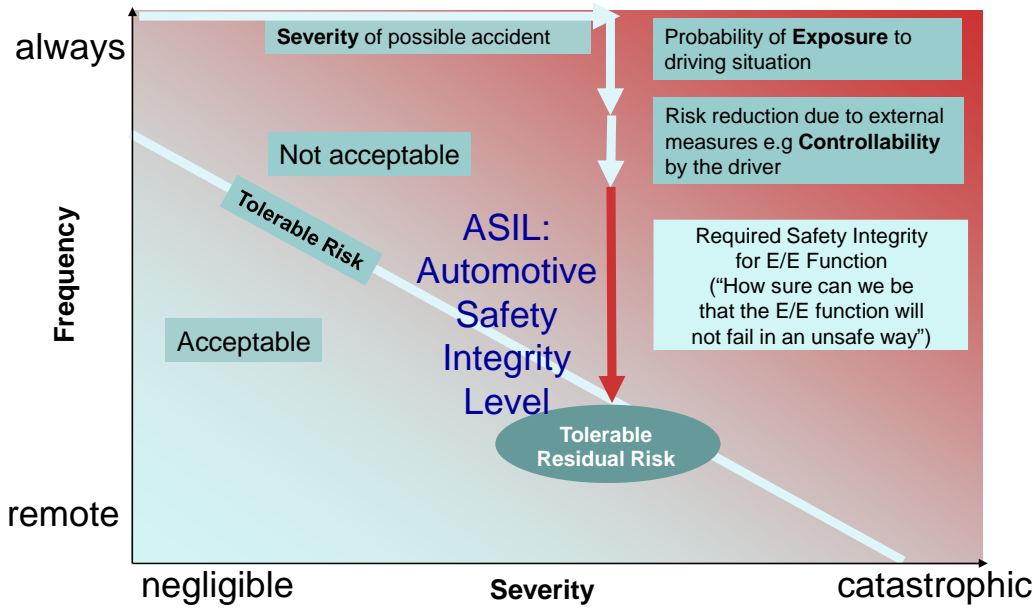 always
Severity of possible accident
Probability of Exposure to
driving situation
Risk reduction due to external
measures e.g Controllability
by the driver
Not acceptable
Tolerable Risk
ASIL:
Automotive
Safety
Integrity
Level
Required Safety Integrity
for E/E Function
(“How sure can we be
that the E/E function will
not fail in an unsafe way”)
Frequency
Acceptable
Tolerable
Residual Risk
remote
negligible
Severity
catastrophic